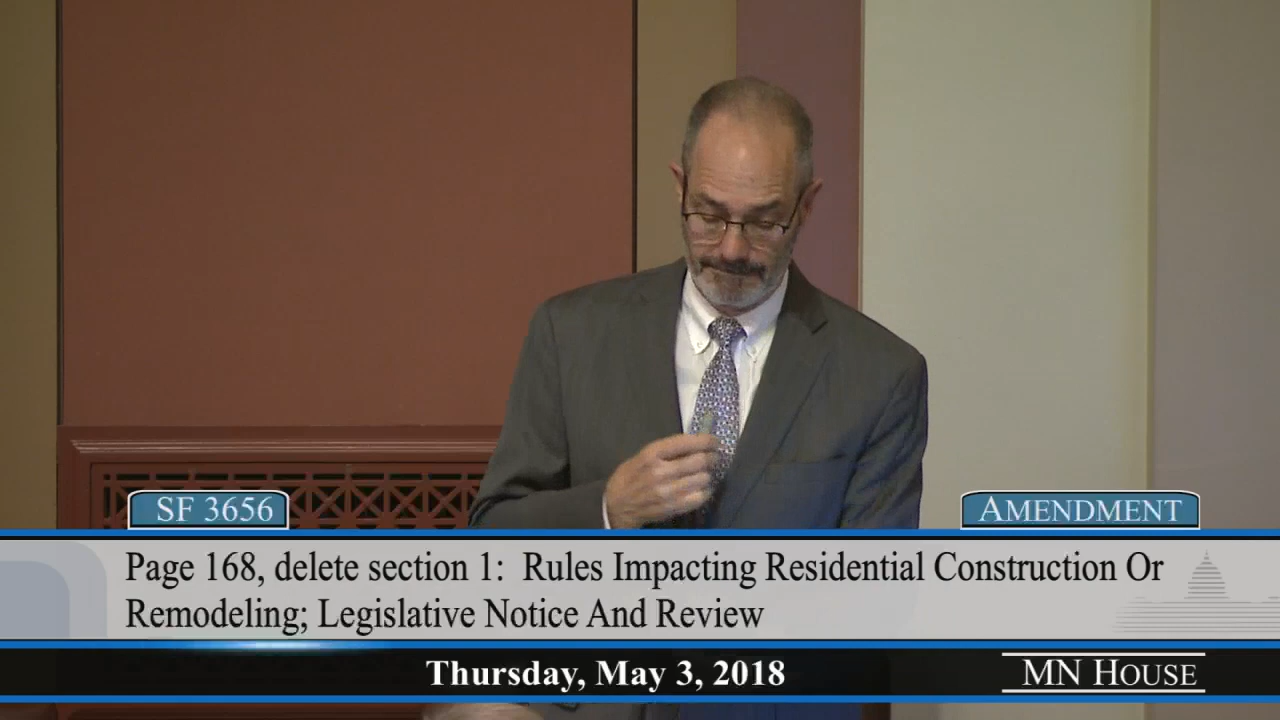 SF 3656
AMENDMENT
Page 168, delete section 1: Rules Impacting Residential Construction Or
Remodeling; Legislative Notice And Review
Thursday, May 3, 2018
MN HOUSE